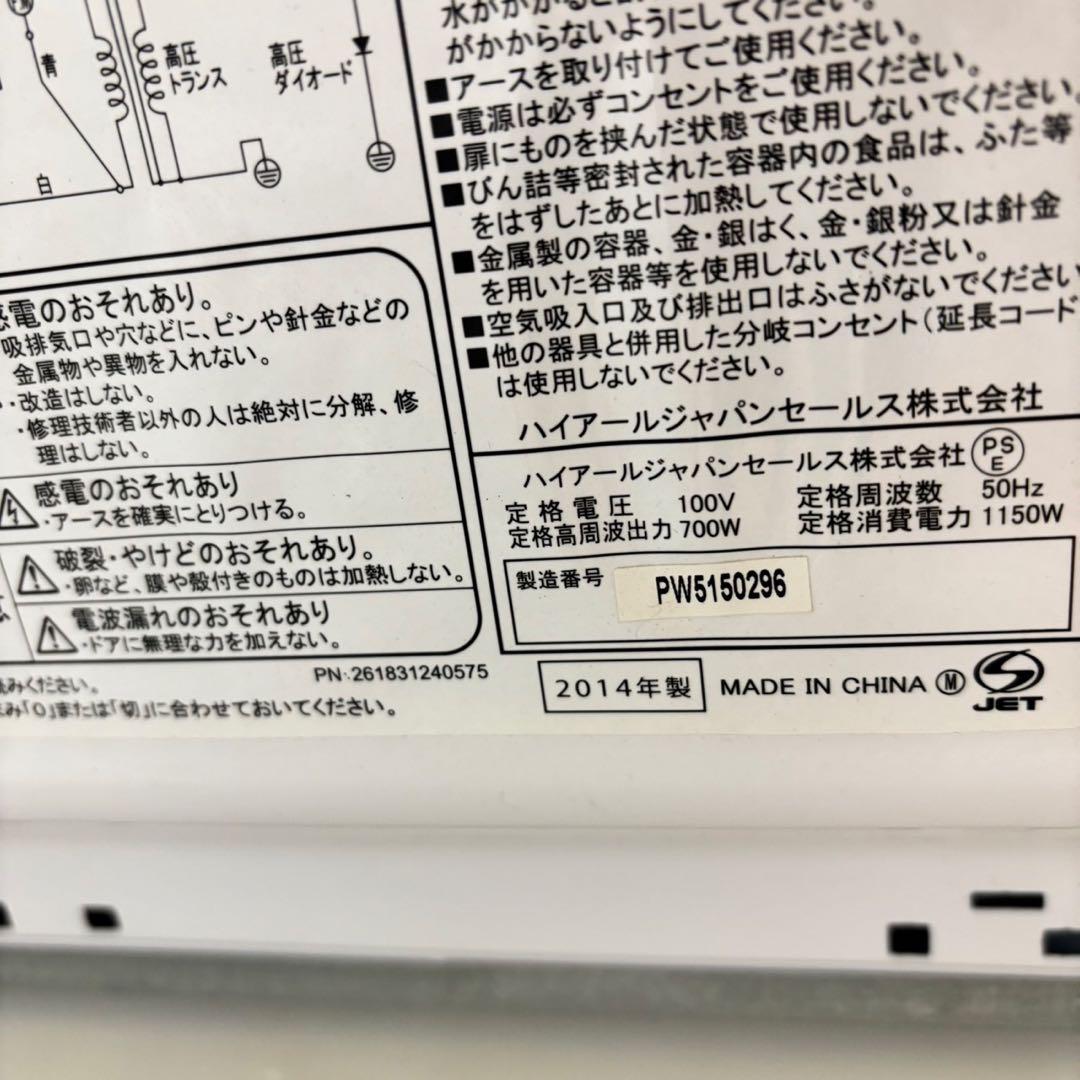 青
高圧
トランス
高圧
ダイオード
白
がかからないようにしてください。
■アースを取り付けてご使用ください。
■電源は必ずコンセントをご使用ください。
■扉にものを挟んだ状態で使用しないでください。
■びん詰等密封された容器内の食品は、ふた等
をはずしたあとに加熱してください。
■金属製の容器、金・銀はく、金・銀粉又は針金
を用いた容器等を使用しないでください。
■空気吸入口及び排出口はふさがないでください
■他の器具と併用した分岐コンセント(延長コード
は使用しないでください。
ハイアールジャパンセールス株式会社
感電のおそれあり。
吸排気口や穴などに、ピンや針金などの
金属物や異物を入れない。
・改造はしない。
・修理技術者以外の人は絶対に分解、修
理はしない。
感電のおそれあり
・アースを確実にとりつける。
破裂・やけどのおそれあり。
・卵など、膜や殻付きのものは加熱しない。
電波漏れのおそれあり
・ドアに無理な力を加えない。
ハイアールジャパンセールス株式会社 PSE
定格電圧 100V 定格周波数 50Hz
定格高周波出力 700W 定格消費電力 1150W
製造番号 PW5150296
PN:261831240575
読みください。
「0」または「切」に合わせておいてください。
2014年製 MADE IN CHINA M JET